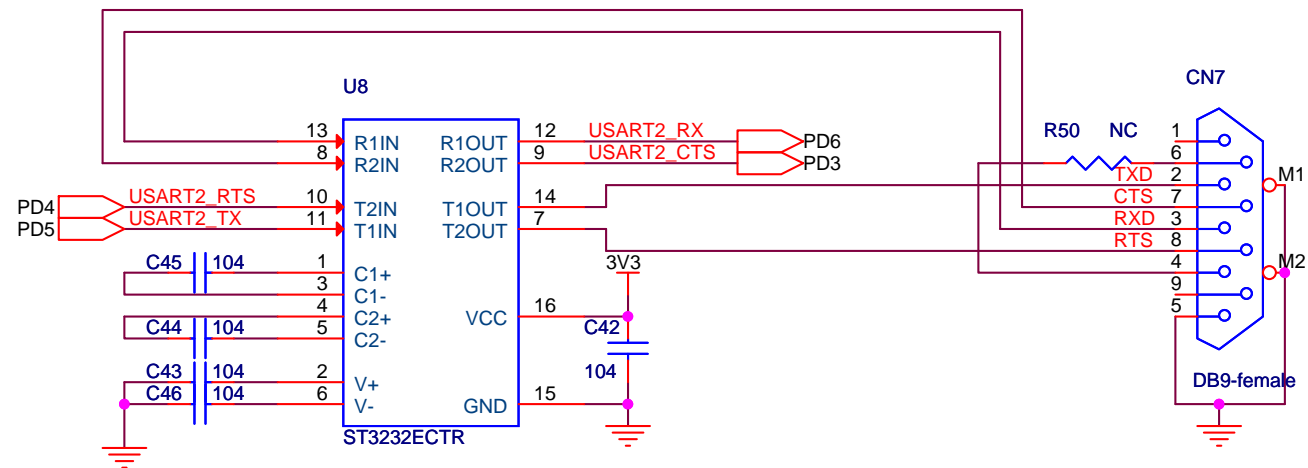 U8
CN7
13 R1IN R1OUT 12 USART2_RX PD6
8 R2IN R2OUT 9 USART2_CTS PD3
R50 NC
1
6
TXD 2
CTS 7
RXD 3
RTS 8
4
9
5
M1
M2
PD4 USART2_RTS 10 T2IN T1OUT 14
PD5 USART2_TX 11 T1IN T2OUT 7
C45 104 1 C1+
3 C1-
4 C2+
C44 104 5 C2-
3V3
VCC 16
C42
104
C43 104 2 V+
C46 104 6 V-
GND 15
ST3232ECTR
DB9-female